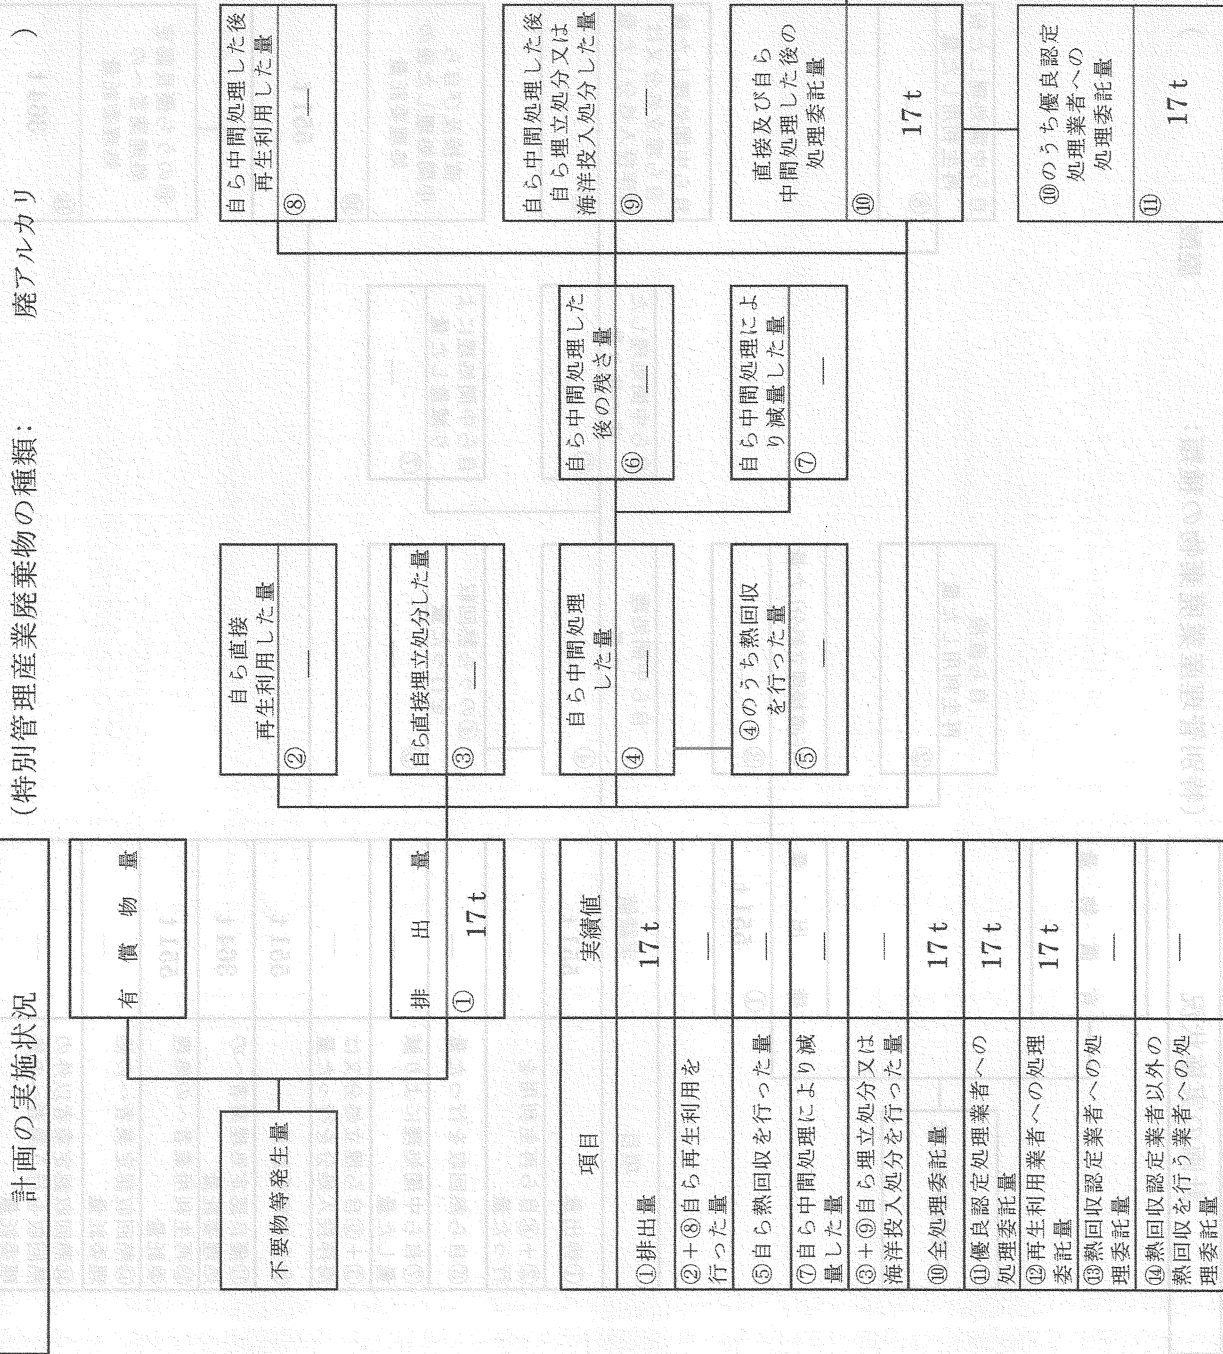 計画の実施状況
(特別管理産業廃棄物の種類: 廃アルカリ )
有償物量
不要物等発生量
排出量
①
17t
自ら直接
再生利用した量
②
—
自ら直接埋立処分した量
③
—
自ら中間処理
した量
④
—
④のうち熱回収
を行った量
⑤
—
自ら中間処理した
後の残さ量
⑥
—
自ら中間処理によ
り減量した量
⑦
—
自ら中間処理した後
再生利用した量
⑧
—
自ら中間処理した後
自ら埋立処分又は
海洋投入処分した量
⑨
—
直接及び自ら
中間処理した後の
処理委託量
⑩
17t
⑩のうち優良認定
処理業者への
処理委託量
⑪
17t
項目 実績値
①排出量 17t
②+⑧自ら再生利用を
行った量 —
⑤自ら熱回収を行った量 —
⑦自ら中間処理により減
量した量 —
③+⑨自ら埋立処分又は
海洋投入処分を行った量 —
⑩全処理委託量 17t
⑪優良認定処理業者への
処理委託量 17t
⑫再生利用業者への処理
委託量 17t
⑬熱回収認定業者への処
理委託量 —
⑭熱回収認定業者以外の
熱回収を行う業者への処
理委託量 —